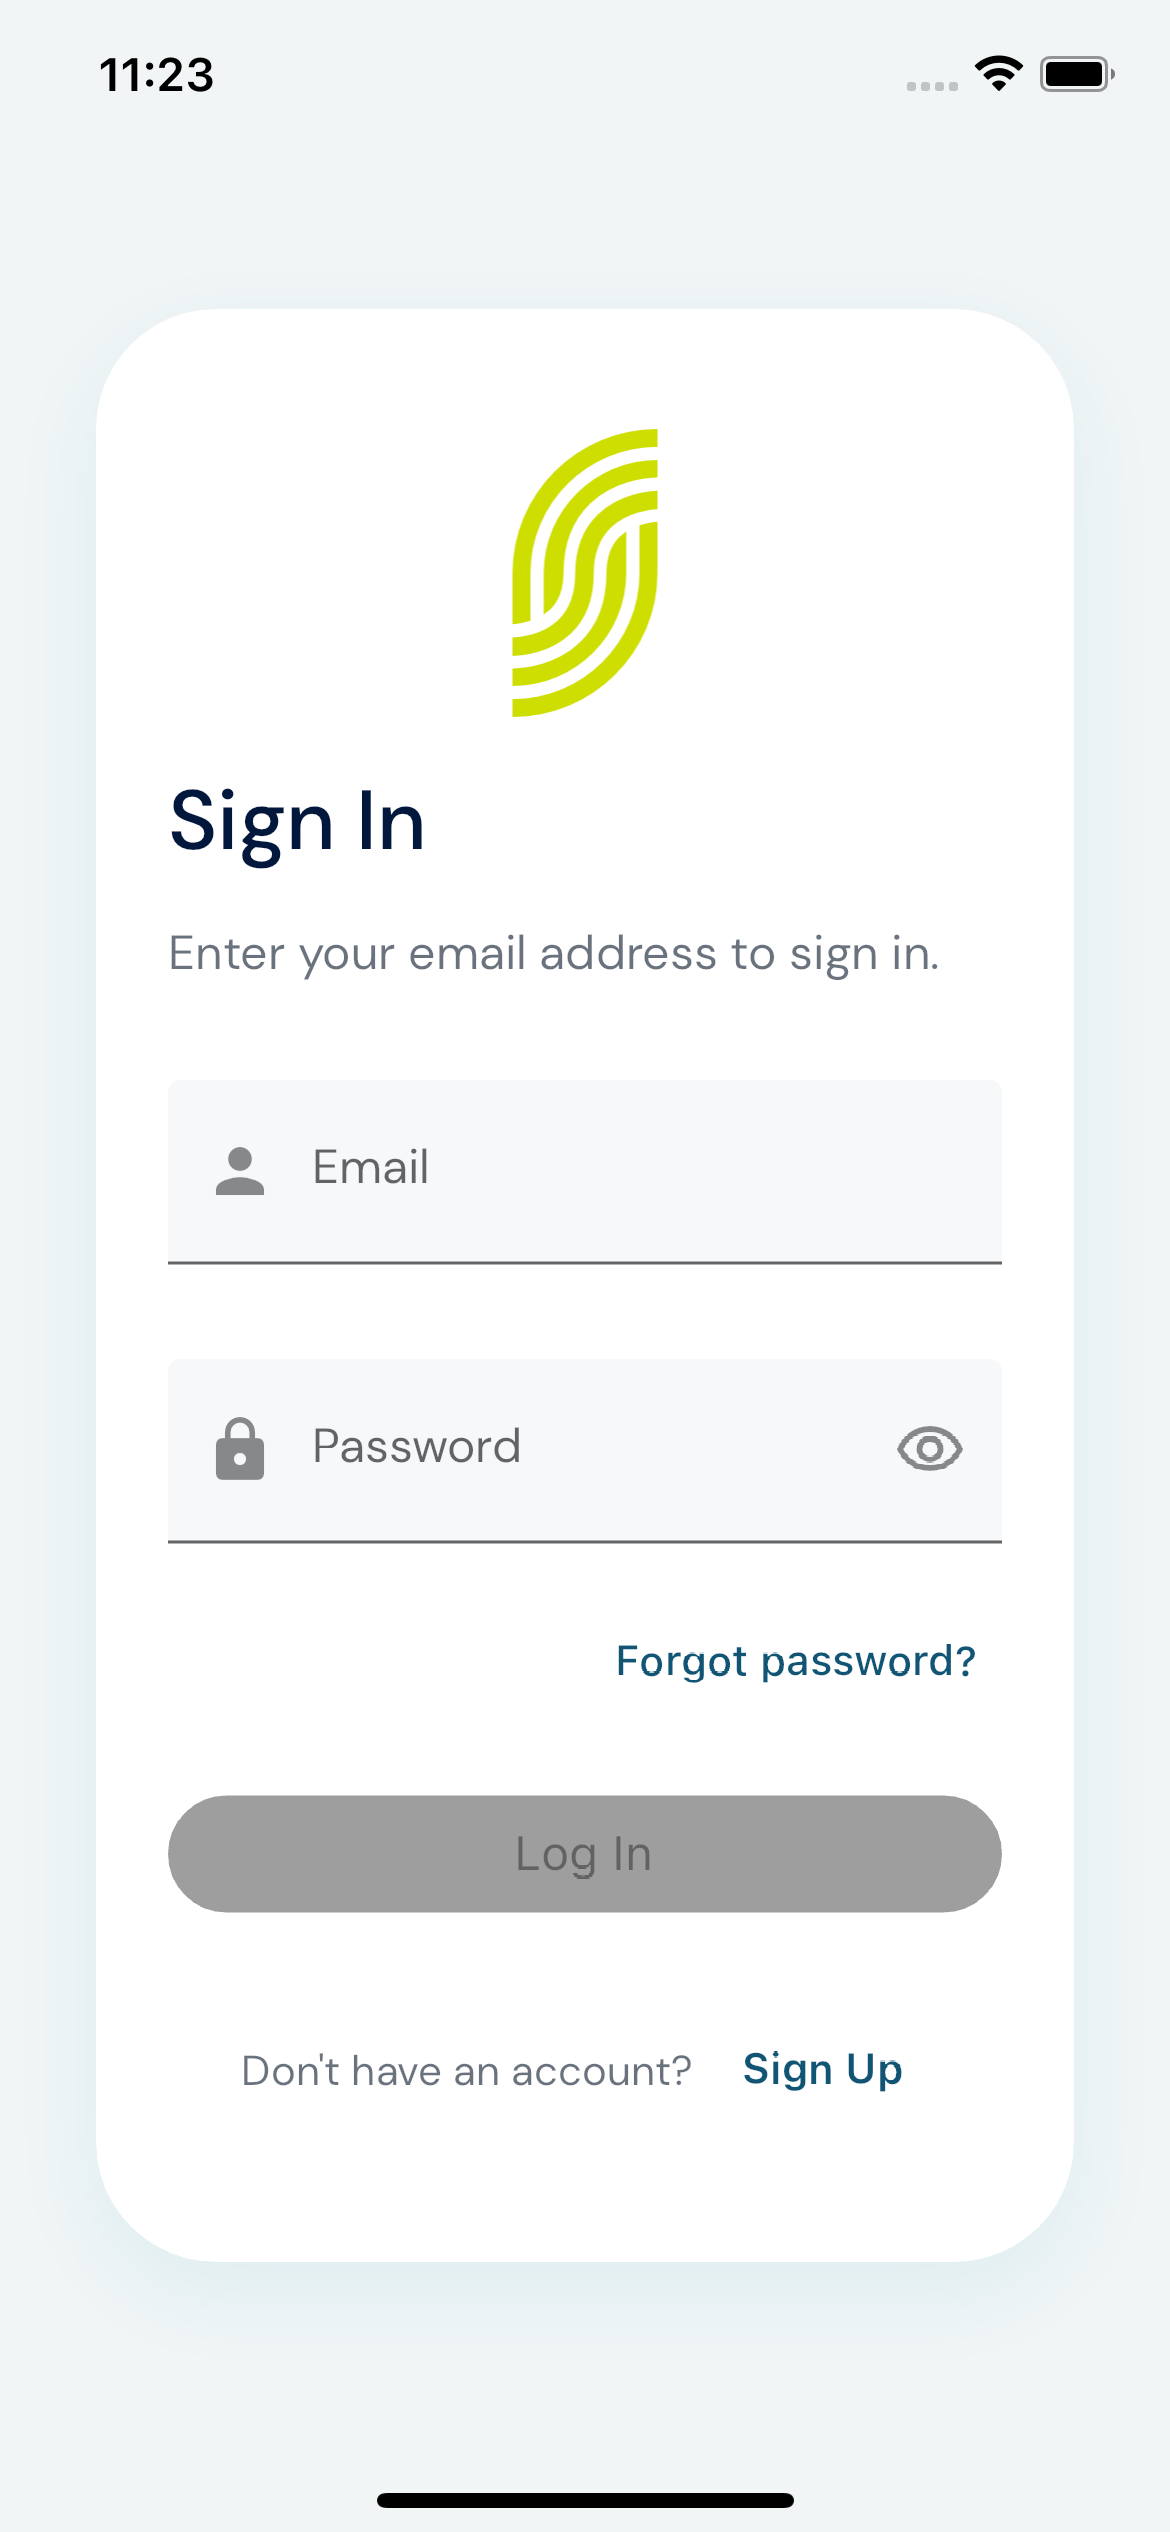 11:23
Sign In
Enter your email address to sign in.
Email
Password
Forgot password?
Log In
Don't have an account? Sign Up